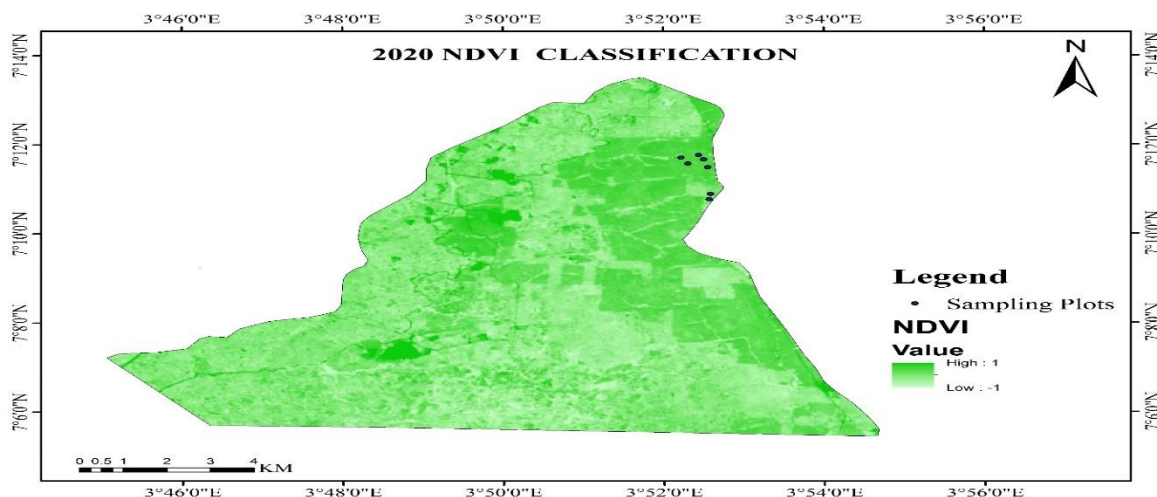 3°46'0"E 3°48'0"E 3°50'0"E 3°52'0"E 3°54'0"E 3°56'0"E
2020 NDVI CLASSIFICATION
N
7°14'0"N 7°14'0"N
7°12'0"N 7°12'0"N
7°10'0"N 7°10'0"N
Legend
Sampling Plots
7°8'0"N 7°8'0"N
NDVI
Value
High : 1
Low : -1
7°6'0"N 7°6'0"N
0 0.5 1 2 3 4
KM
3°46'0"E 3°48'0"E 3°50'0"E 3°52'0"E 3°54'0"E 3°56'0"E